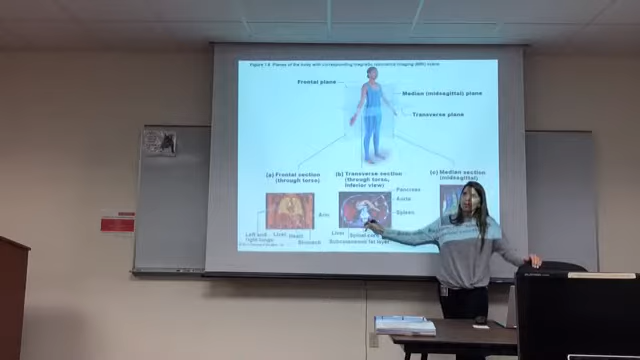 Figure 1.8 Planes of the body with corresponding magnetic resonance imaging (MRI) scans.
Frontal plane
Median (midsagittal) plane
Transverse plane
(a) Frontal section
(through torso)
(b) Transverse section
(through torso,
inferior view)
(c) Median section
(midsagittal)
Pancreas
Aorta
Spleen
Arm
Liver
Heart
Left and
right lungs
Stomach
Liver
Spinal cord
Subcutaneous fat layer